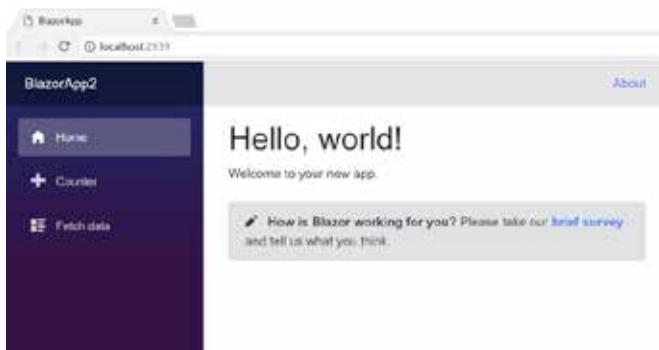 BlazorApp
localhost:2939
BlazorApp2
About
Home
Counter
Fetch data
Hello, world!
Welcome to your new app.
How is Blazor working for you? Please take our brief survey
and tell us what you think.